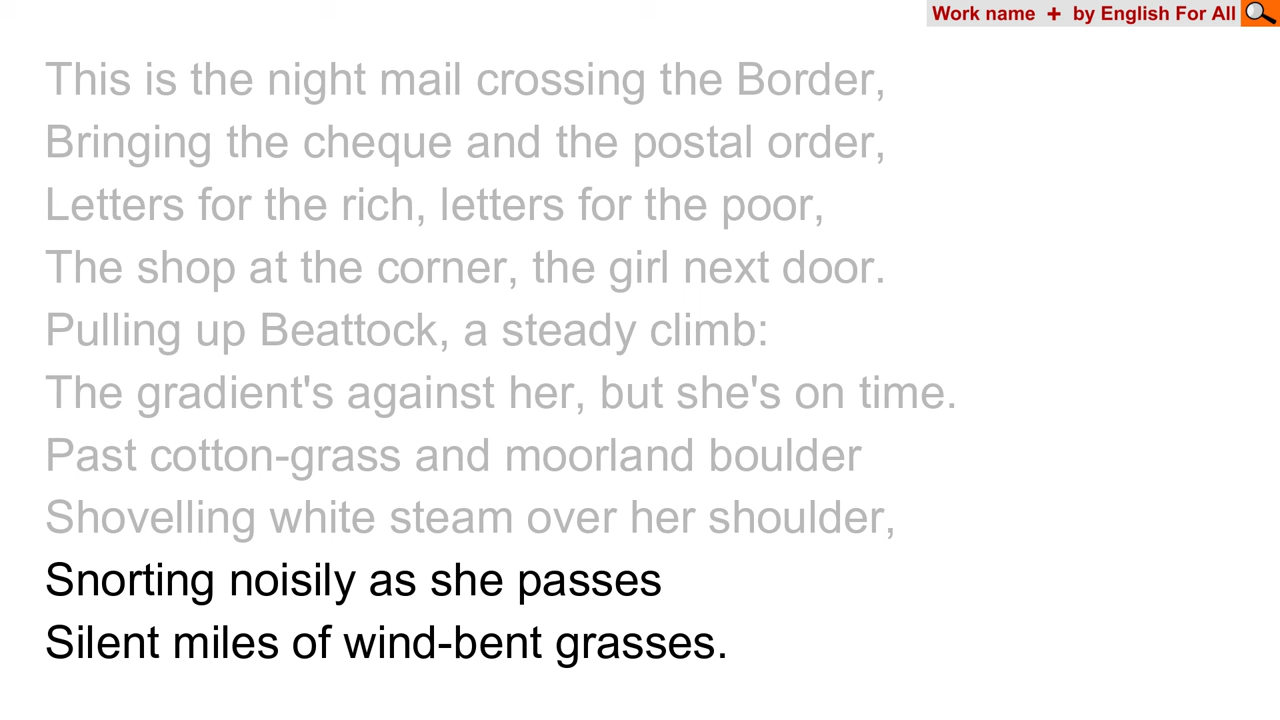 Work name + by English For All
This is the night mail crossing the Border,
Bringing the cheque and the postal order,
Letters for the rich, letters for the poor,
The shop at the corner, the girl next door.
Pulling up Beattock, a steady climb:
The gradient's against her, but she's on time.
Past cotton-grass and moorland boulder
Shovelling white steam over her shoulder,
Snorting noisily as she passes
Silent miles of wind-bent grasses.